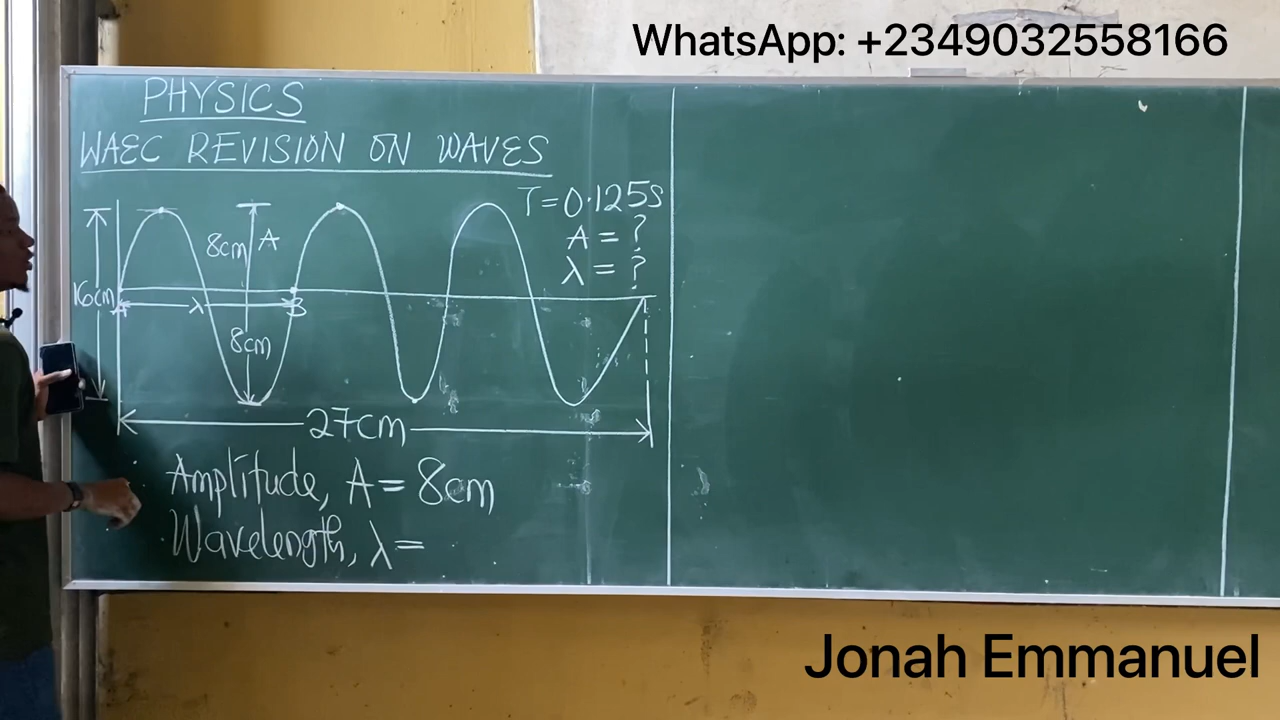 WhatsApp: +2349032558166
PHYSICS
WAEC REVISION ON WAVES
T=0.125s
A = ?
λ = ?
8cm A
16cm
A λ B
8cm
27cm
Amplitude, A = 8cm
Wavelength, λ =
Jonah Emmanuel